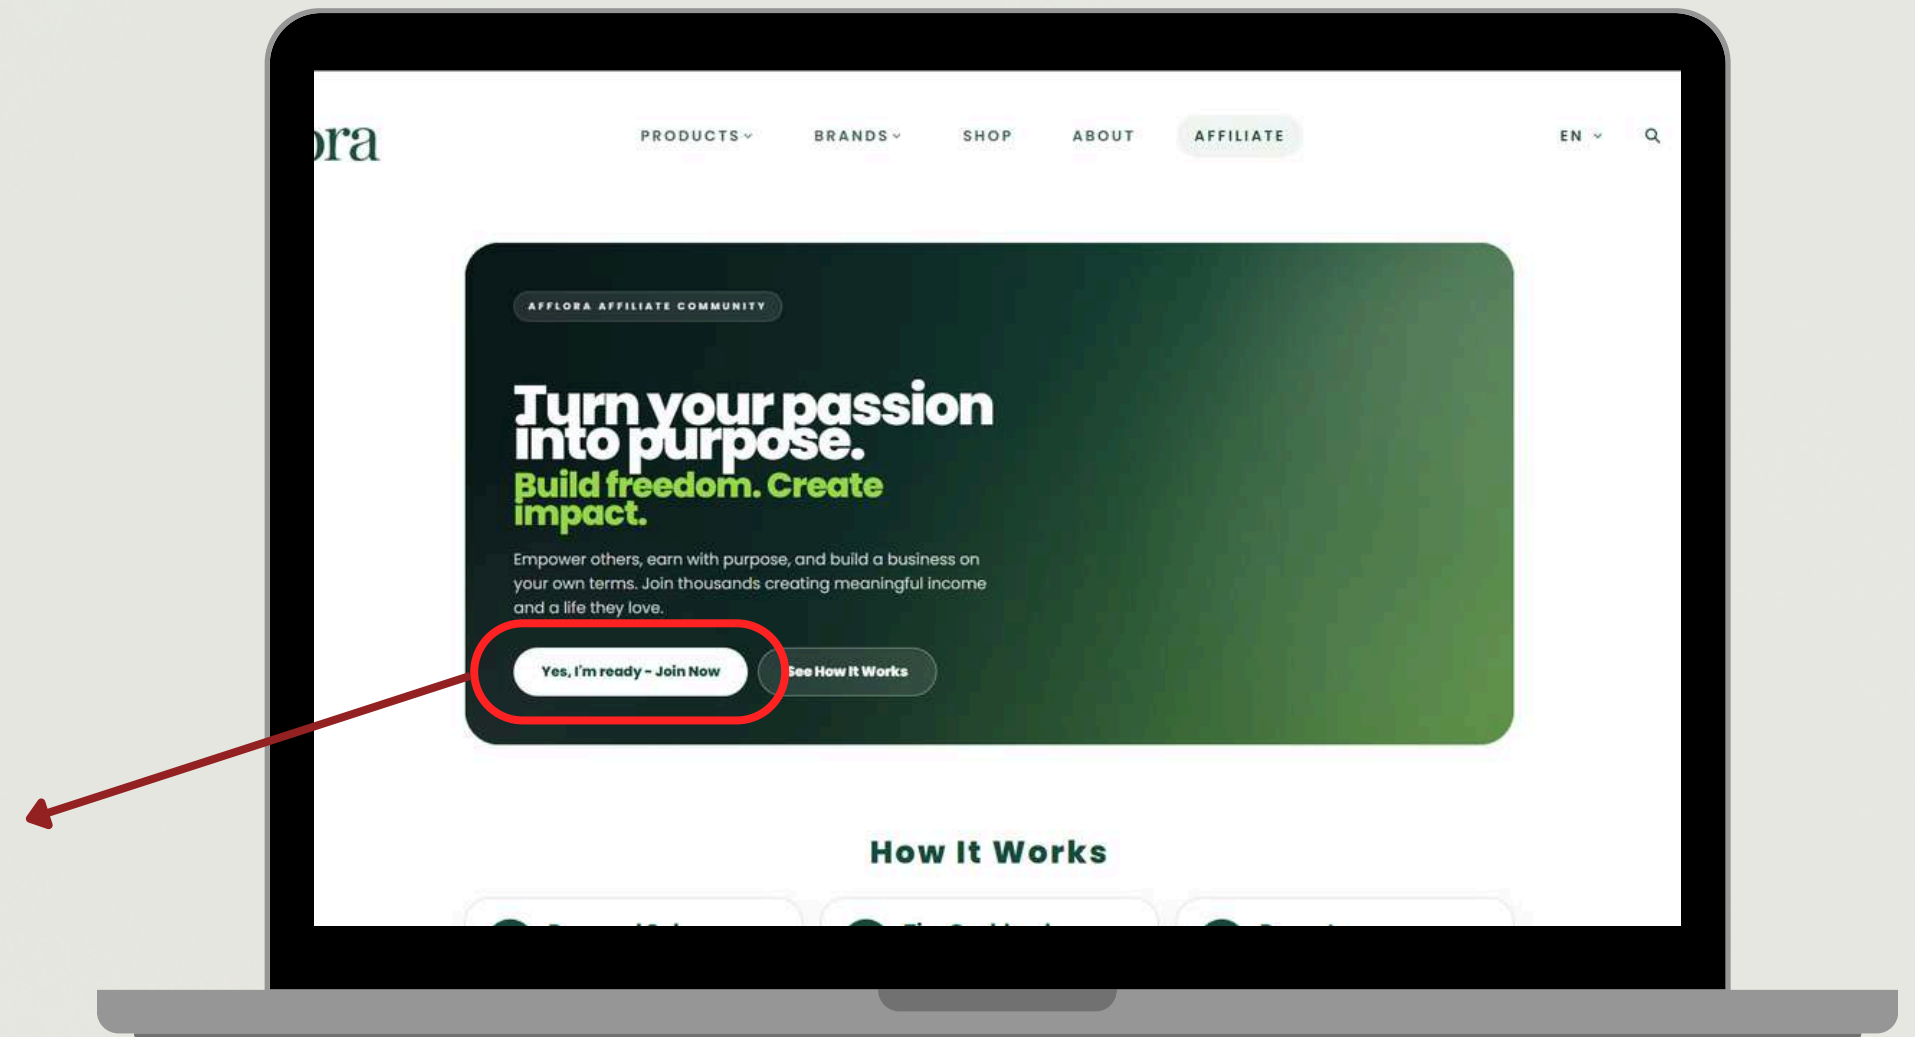 ora
PRODUCTS
BRANDS
SHOP
ABOUT
AFFILIATE
EN
AFFLORA AFFILIATE COMMUNITY
Turn your passion
into purpose.
Build freedom. Create
impact.
Empower others, earn with purpose, and build a business on
your own terms. Join thousands creating meaningful income
and a life they love.
Yes, I'm ready - Join Now
See How It Works
How It Works